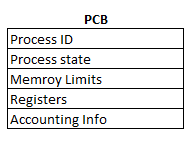 PCB
Process ID
Process state
Memroy Limits
Registers
Accounting Info